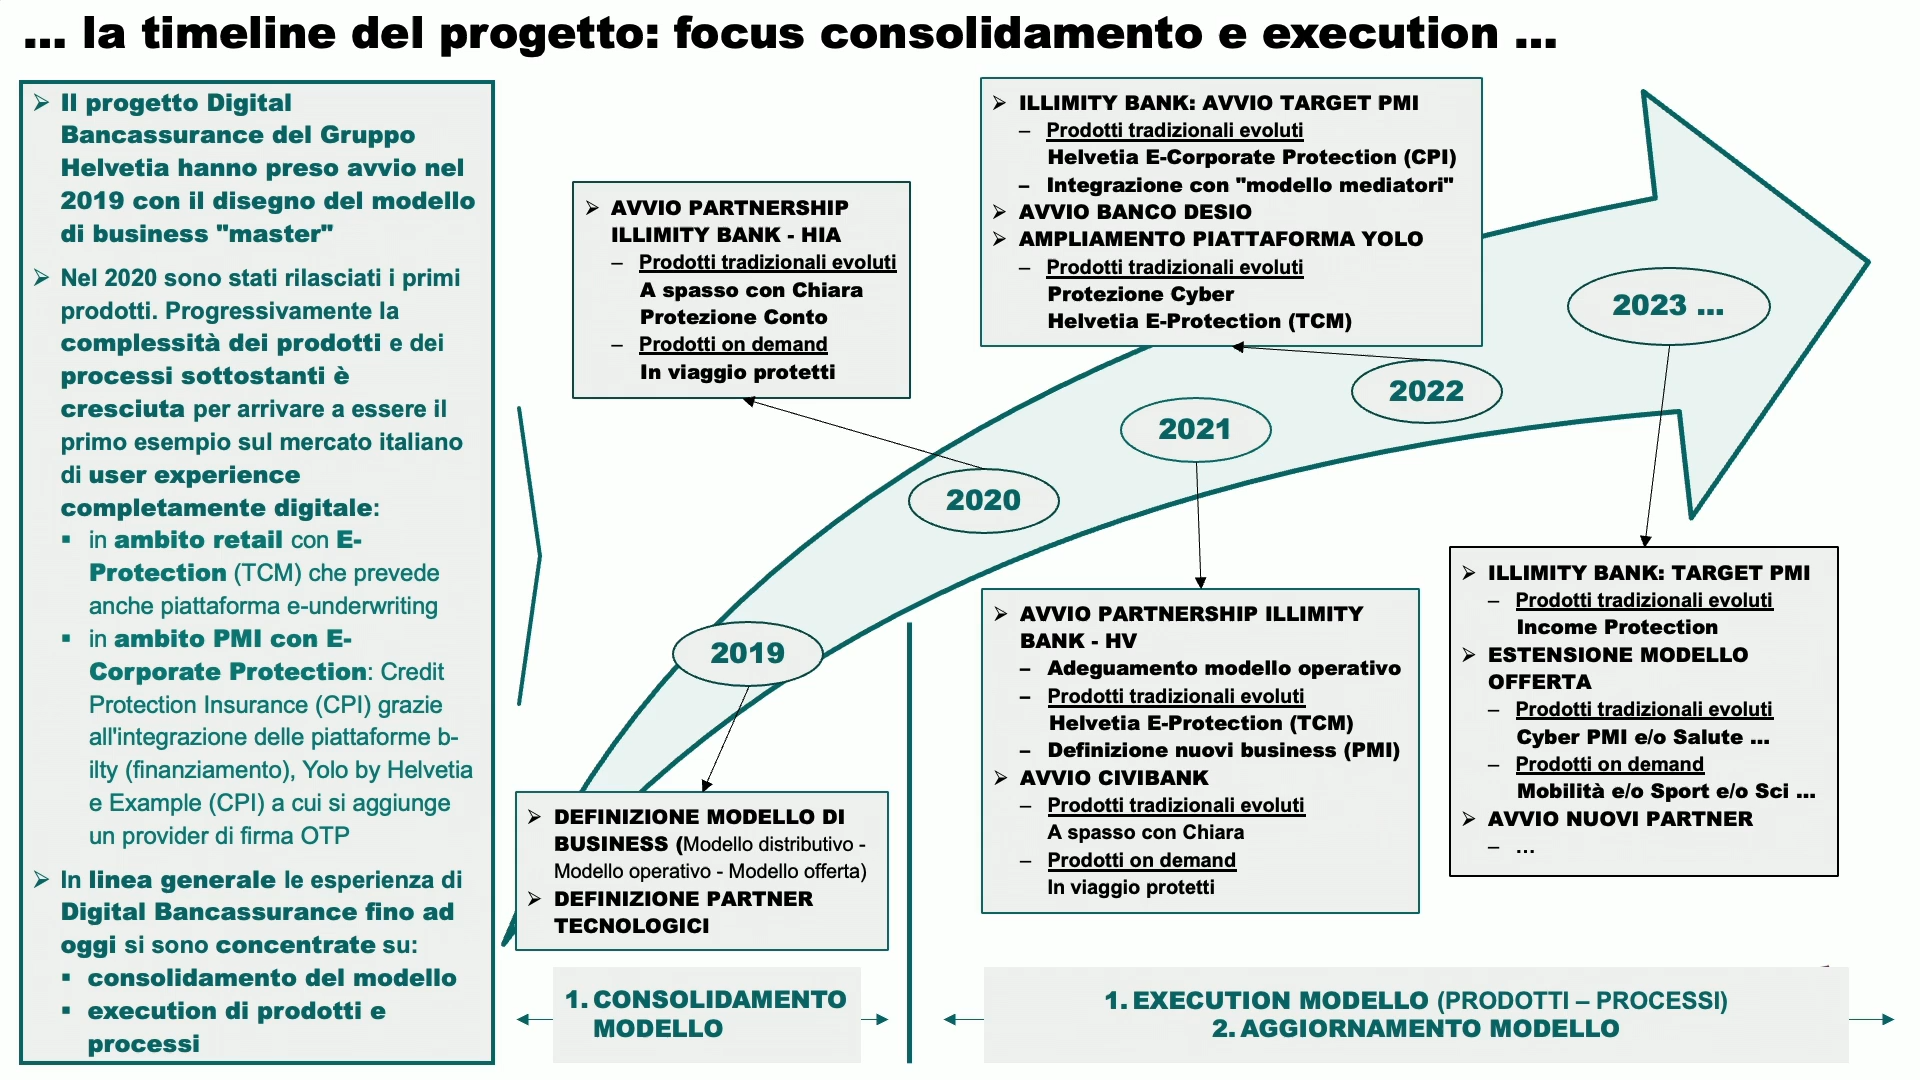 ... la timeline del progetto: focus consolidamento e execution ...
➢ Il progetto Digital
Bancassurance del Gruppo
Helvetia hanno preso avvio nel
2019 con il disegno del modello
di business "master"
➢ Nel 2020 sono stati rilasciati i primi
prodotti. Progressivamente la
complessità dei prodotti e dei
processi sottostanti è
cresciuta per arrivare a essere il
primo esempio sul mercato italiano
di user experience
completamente digitale:
▪ in ambito retail con E-
Protection (TCM) che prevede
anche piattaforma e-underwriting
▪ in ambito PMI con E-
Corporate Protection: Credit
Protection Insurance (CPI) grazie
all'integrazione delle piattaforme b-
ilty (finanziamento), Yolo by Helvetia
e Example (CPI) a cui si aggiunge
un provider di firma OTP
➢ In linea generale le esperienza di
Digital Bancassurance fino ad
oggi si sono concentrate su:
▪ consolidamento del modello
▪ execution di prodotti e
processi
2019
➢ DEFINIZIONE MODELLO DI
BUSINESS (Modello distributivo -
Modello operativo - Modello offerta)
➢ DEFINIZIONE PARTNER
TECNOLOGICI
2020
➢ AVVIO PARTNERSHIP
ILLIMITY BANK - HIA
– Prodotti tradizionali evoluti
A spasso con Chiara
Protezione Conto
– Prodotti on demand
In viaggio protetti
2021
➢ AVVIO PARTNERSHIP ILLIMITY
BANK - HV
– Adeguamento modello operativo
– Prodotti tradizionali evoluti
Helvetia E-Protection (TCM)
– Definizione nuovi business (PMI)
➢ AVVIO CIVIBANK
– Prodotti tradizionali evoluti
A spasso con Chiara
– Prodotti on demand
In viaggio protetti
2022
➢ ILLIMITY BANK: AVVIO TARGET PMI
– Prodotti tradizionali evoluti
Helvetia E-Corporate Protection (CPI)
– Integrazione con "modello mediatori"
➢ AVVIO BANCO DESIO
➢ AMPLIAMENTO PIATTAFORMA YOLO
– Prodotti tradizionali evoluti
Protezione Cyber
Helvetia E-Protection (TCM)
2023 ...
➢ ILLIMITY BANK: TARGET PMI
– Prodotti tradizionali evoluti
Income Protection
➢ ESTENSIONE MODELLO
OFFERTA
– Prodotti tradizionali evoluti
Cyber PMI e/o Salute ...
– Prodotti on demand
Mobilità e/o Sport e/o Sci ...
➢ AVVIO NUOVI PARTNER
– ...
1. CONSOLIDAMENTO
MODELLO
1. EXECUTION MODELLO (PRODOTTI – PROCESSI)
2. AGGIORNAMENTO MODELLO